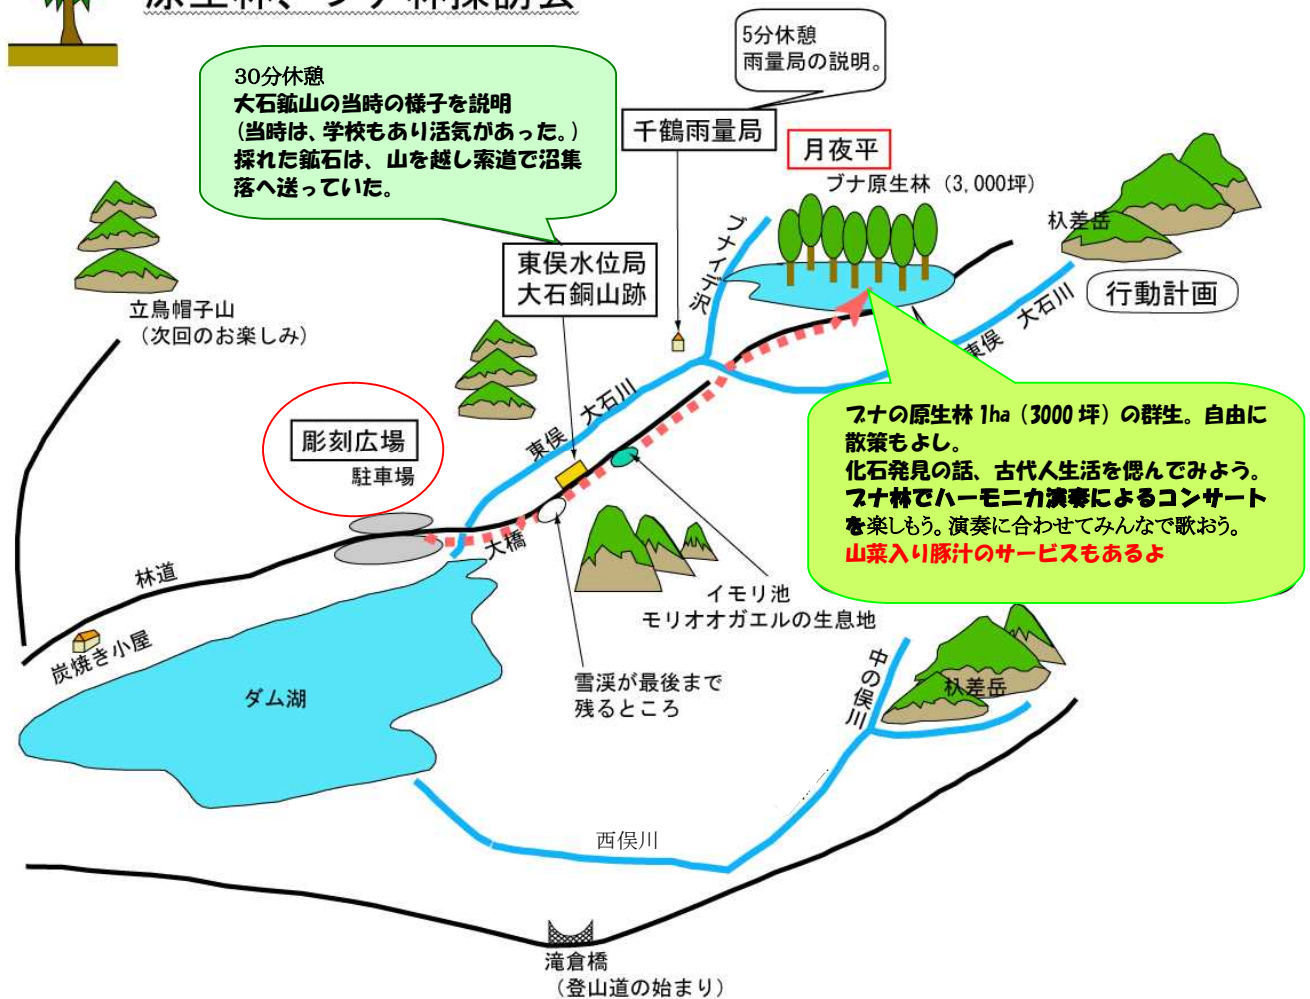 原生林、ブナ林探訪会
5分休憩
雨量局の説明。
30分休憩
大石鉱山の当時の様子を説明
(当時は、学校もあり活気があった。)
採れた鉱石は、山を越し索道で沼集
落へ送っていた。
千鶴雨量局
月夜平
ブナ原生林（3,000坪）
杁差岳
行動計画
ブナイデ沢
東俣 大石川
東俣水位局
大石銅山跡
立烏帽子山
（次回のお楽しみ）
彫刻広場
駐車場
東俣 大石川
ブナの原生林 1ha（3000 坪）の群生。自由に
散策もよし。
化石発見の話、古代人生活を偲んでみよう。
ブナ林でハーモニカ演奏によるコンサート
を楽しもう。演奏に合わせてみんなで歌おう。
山菜入り豚汁のサービスもあるよ
大橋
林道
イモリ池
モリオオガエルの生息地
炭焼き小屋
ダム湖
雪渓が最後まで
残るところ
中の俣川
杁差岳
西俣川
滝倉橋
（登山道の始まり）